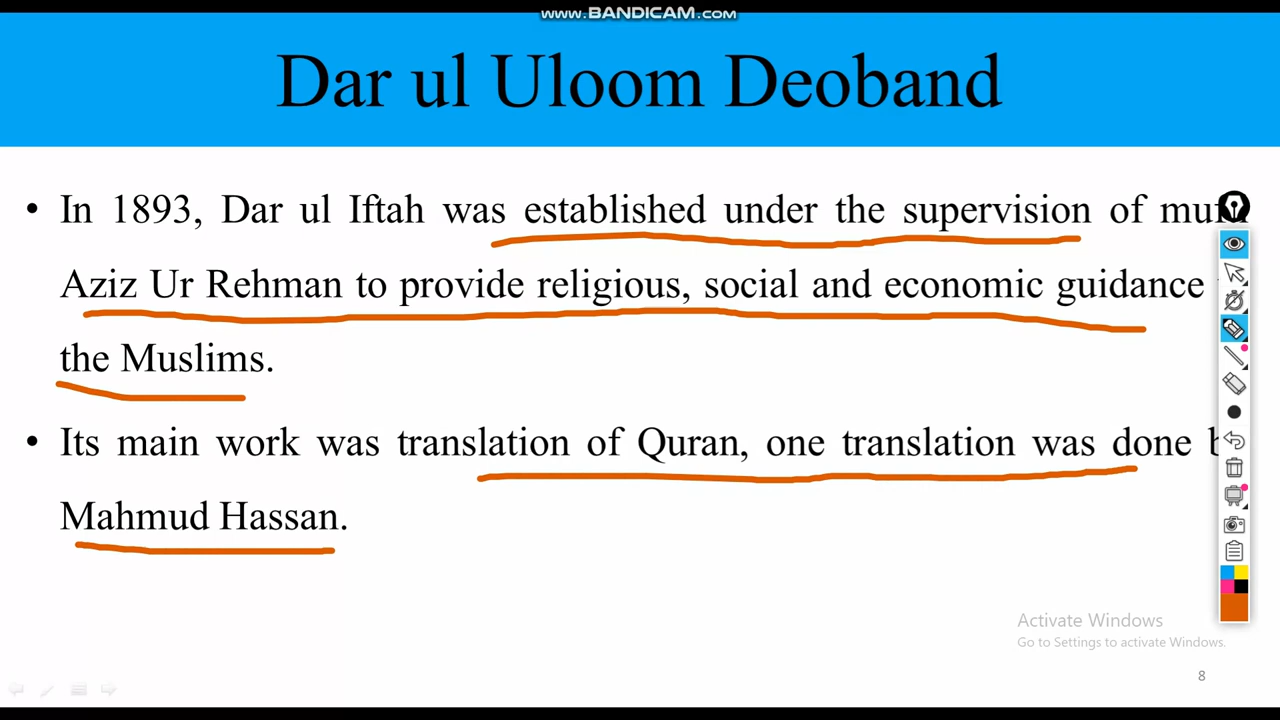 www.BANDICAM.com
Dar ul Uloom Deoband
• In 1893, Dar ul Iftah was established under the supervision of
Aziz Ur Rehman to provide religious, social and economic guidance
the Muslims.
• Its main work was translation of Quran, one translation was done
Mahmud Hassan.
Activate Windows
Go to Settings to activate Windows.
8